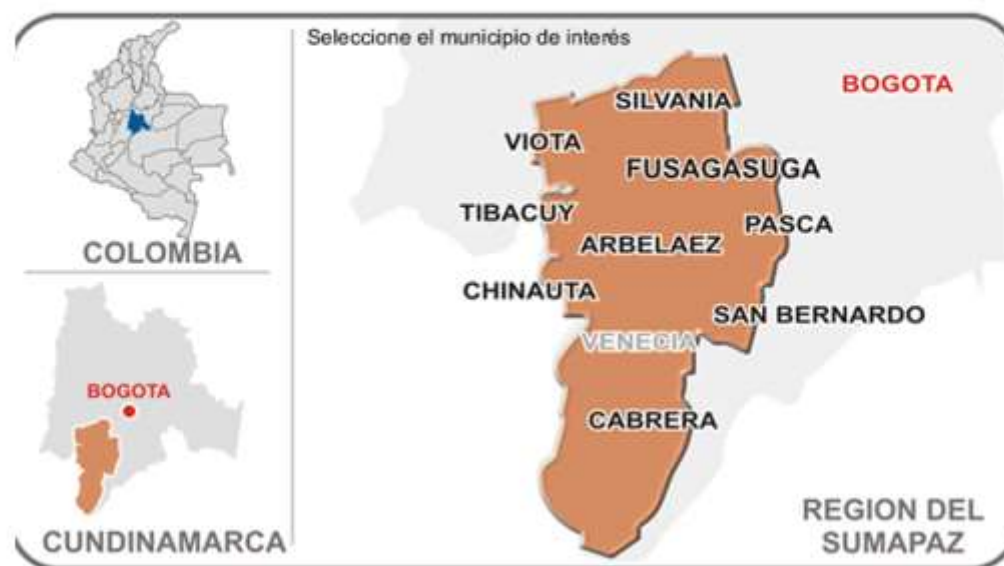 COLOMBIA
BOGOTA
CUNDINAMARCA
Seleccione el municipio de interés
BOGOTA
SILVANIA
VIOTA
FUSAGASUGA
TIBACUY
PASCA
ARBELAEZ
CHINAUTA
SAN BERNARDO
VENECIA
CABRERA
REGION DEL
SUMAPAZ